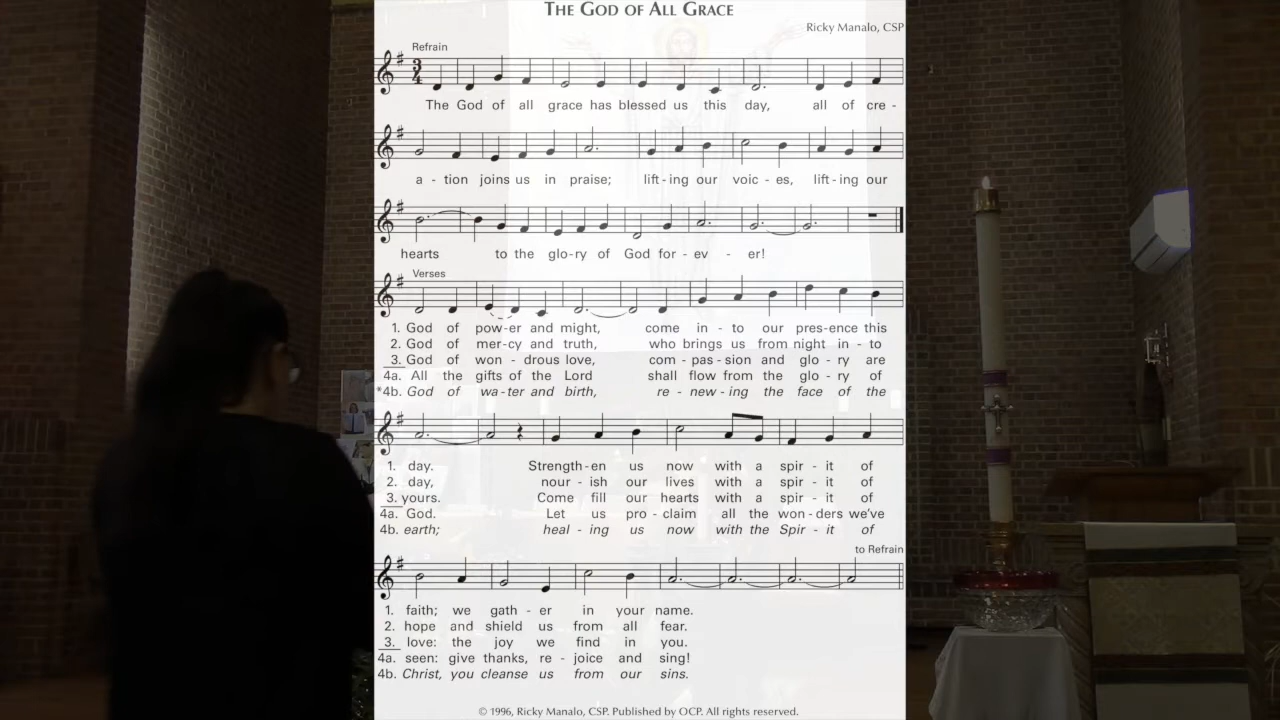 THE GOD OF ALL GRACE
Ricky Manalo, CSP
Refrain
The God of all grace has blessed us this day, all of cre -
a - tion joins us in praise; lift - ing our voic - es, lift - ing our
hearts to the glo - ry of God for - ev - er!
Verses
1. God of pow - er and might, come in - to our pres - ence this
2. God of mer - cy and truth, who brings us from night in - to
3. God of won - drous love, com - pas - sion and glo - ry are
4a. All the gifts of the Lord shall flow from the glo - ry of
*4b. God of wa - ter and birth, re - new - ing the face of the
1. day. Strength - en us now with a spir - it of
2. day, nour - ish our lives with a spir - it of
3. yours. Come fill our hearts with a spir - it of
4a. God. Let us pro - claim all the won - ders we've
4b. earth; heal - ing us now with the Spir - it of
to Refrain
1. faith; we gath - er in your name.
2. hope and shield us from all fear.
3. love: the joy we find in you.
4a. seen: give thanks, re - joice and sing!
4b. Christ, you cleanse us from our sins.
© 1996, Ricky Manalo, CSP. Published by OCP. All rights reserved.